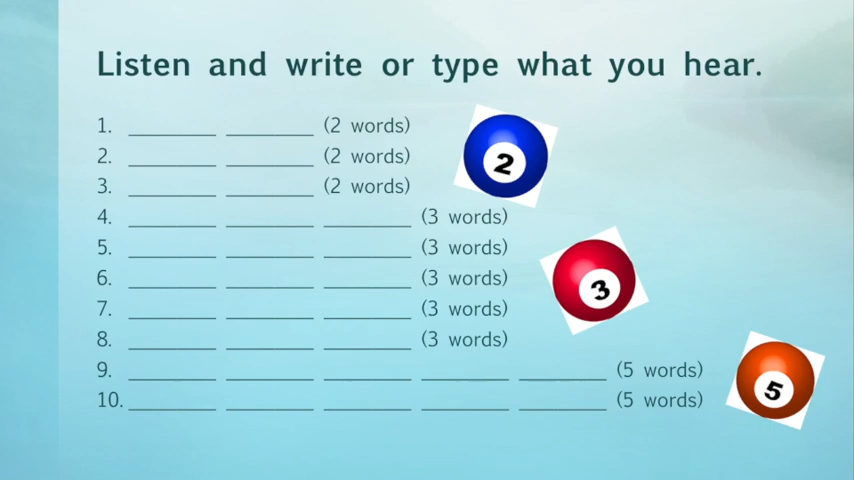 Listen and write or type what you hear.
1. ________ ________ (2 words)
2. ________ ________ (2 words)
3. ________ ________ (2 words)
4. ________ ________ ________ (3 words)
5. ________ ________ ________ (3 words)
6. ________ ________ ________ (3 words)
7. ________ ________ ________ (3 words)
8. ________ ________ ________ (3 words)
9. ________ ________ ________ ________ ________ (5 words)
10. ________ ________ ________ ________ ________ (5 words)
2
3
5